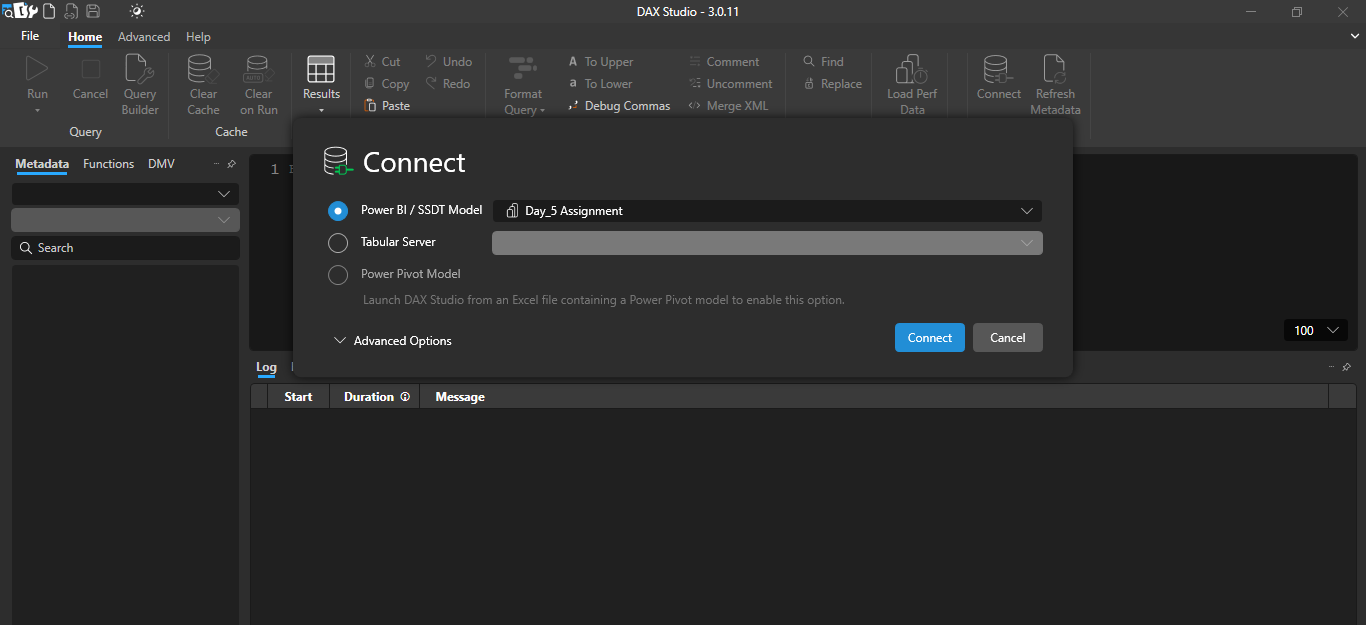 DAX Studio - 3.0.11
File Home Advanced Help
Run Cancel Query Builder Clear Cache AUTO Clear on Run Results Cut Copy Paste Undo Redo Format Query To Upper To Lower Debug Commas Comment Uncomment Merge XML Find Replace Load Perf Data Connect Refresh Metadata
Query Cache
Metadata Functions DMV
Search
1
Connect
Power BI / SSDT Model Day_5 Assignment
Tabular Server
Power Pivot Model
Launch DAX Studio from an Excel file containing a Power Pivot model to enable this option.
Advanced Options Connect Cancel
100
Log
Start Duration Message